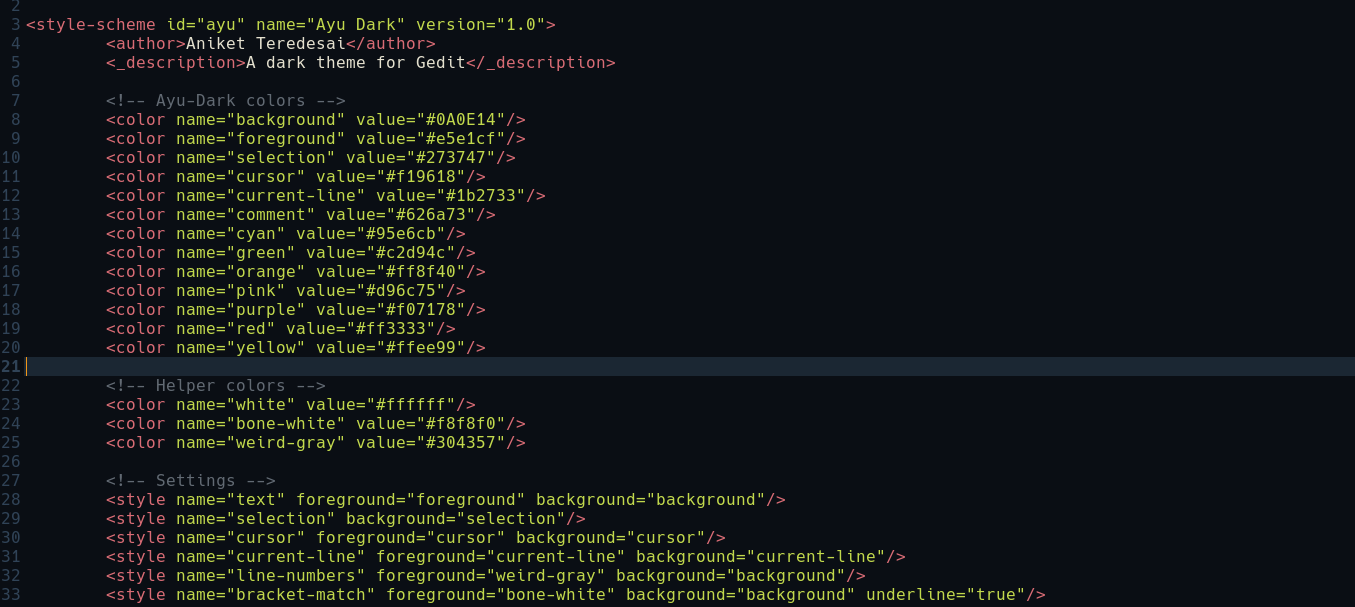 2
3 <style-scheme id="ayu" name="Ayu Dark" version="1.0">
4 <author>Aniket Teredesai</author>
5 <_description>A dark theme for Gedit</_description>
6
7 <!-- Ayu-Dark colors -->
8 <color name="background" value="#0A0E14"/>
9 <color name="foreground" value="#e5e1cf"/>
10 <color name="selection" value="#273747"/>
11 <color name="cursor" value="#f19618"/>
12 <color name="current-line" value="#1b2733"/>
13 <color name="comment" value="#626a73"/>
14 <color name="cyan" value="#95e6cb"/>
15 <color name="green" value="#c2d94c"/>
16 <color name="orange" value="#ff8f40"/>
17 <color name="pink" value="#d96c75"/>
18 <color name="purple" value="#f07178"/>
19 <color name="red" value="#ff3333"/>
20 <color name="yellow" value="#ffee99"/>
21
22 <!-- Helper colors -->
23 <color name="white" value="#ffffff"/>
24 <color name="bone-white" value="#f8f8f0"/>
25 <color name="weird-gray" value="#304357"/>
26
27 <!-- Settings -->
28 <style name="text" foreground="foreground" background="background"/>
29 <style name="selection" background="selection"/>
30 <style name="cursor" foreground="cursor" background="cursor"/>
31 <style name="current-line" foreground="current-line" background="current-line"/>
32 <style name="line-numbers" foreground="weird-gray" background="background"/>
33 <style name="bracket-match" foreground="bone-white" background="background" underline="true"/>